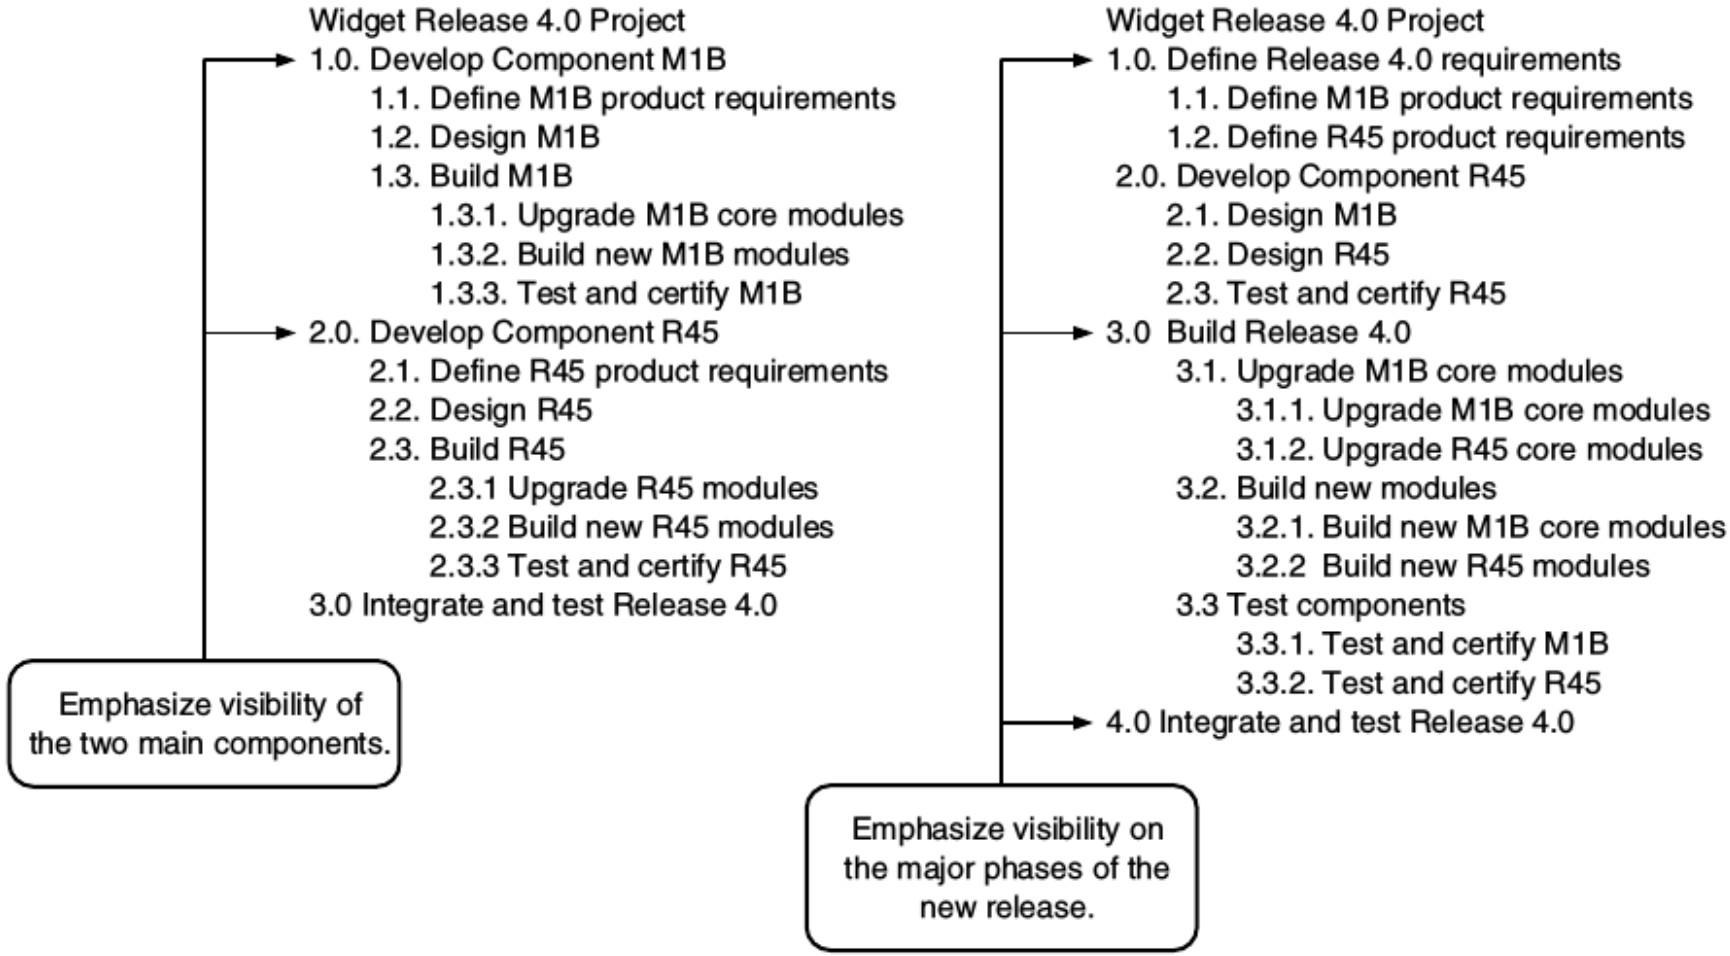 Widget Release 4.0 Project
1.0. Develop Component M1B
1.1. Define M1B product requirements
1.2. Design M1B
1.3. Build M1B
1.3.1. Upgrade M1B core modules
1.3.2. Build new M1B modules
1.3.3. Test and certify M1B
2.0. Develop Component R45
2.1. Define R45 product requirements
2.2. Design R45
2.3. Build R45
2.3.1 Upgrade R45 modules
2.3.2 Build new R45 modules
2.3.3 Test and certify R45
3.0 Integrate and test Release 4.0
Emphasize visibility of
the two main components.
Widget Release 4.0 Project
1.0. Define Release 4.0 requirements
1.1. Define M1B product requirements
1.2. Define R45 product requirements
2.0. Develop Component R45
2.1. Design M1B
2.2. Design R45
2.3. Test and certify R45
3.0 Build Release 4.0
3.1. Upgrade M1B core modules
3.1.1. Upgrade M1B core modules
3.1.2. Upgrade R45 core modules
3.2. Build new modules
3.2.1. Build new M1B core modules
3.2.2 Build new R45 modules
3.3 Test components
3.3.1. Test and certify M1B
3.3.2. Test and certify R45
4.0 Integrate and test Release 4.0
Emphasize visibility on
the major phases of the
new release.